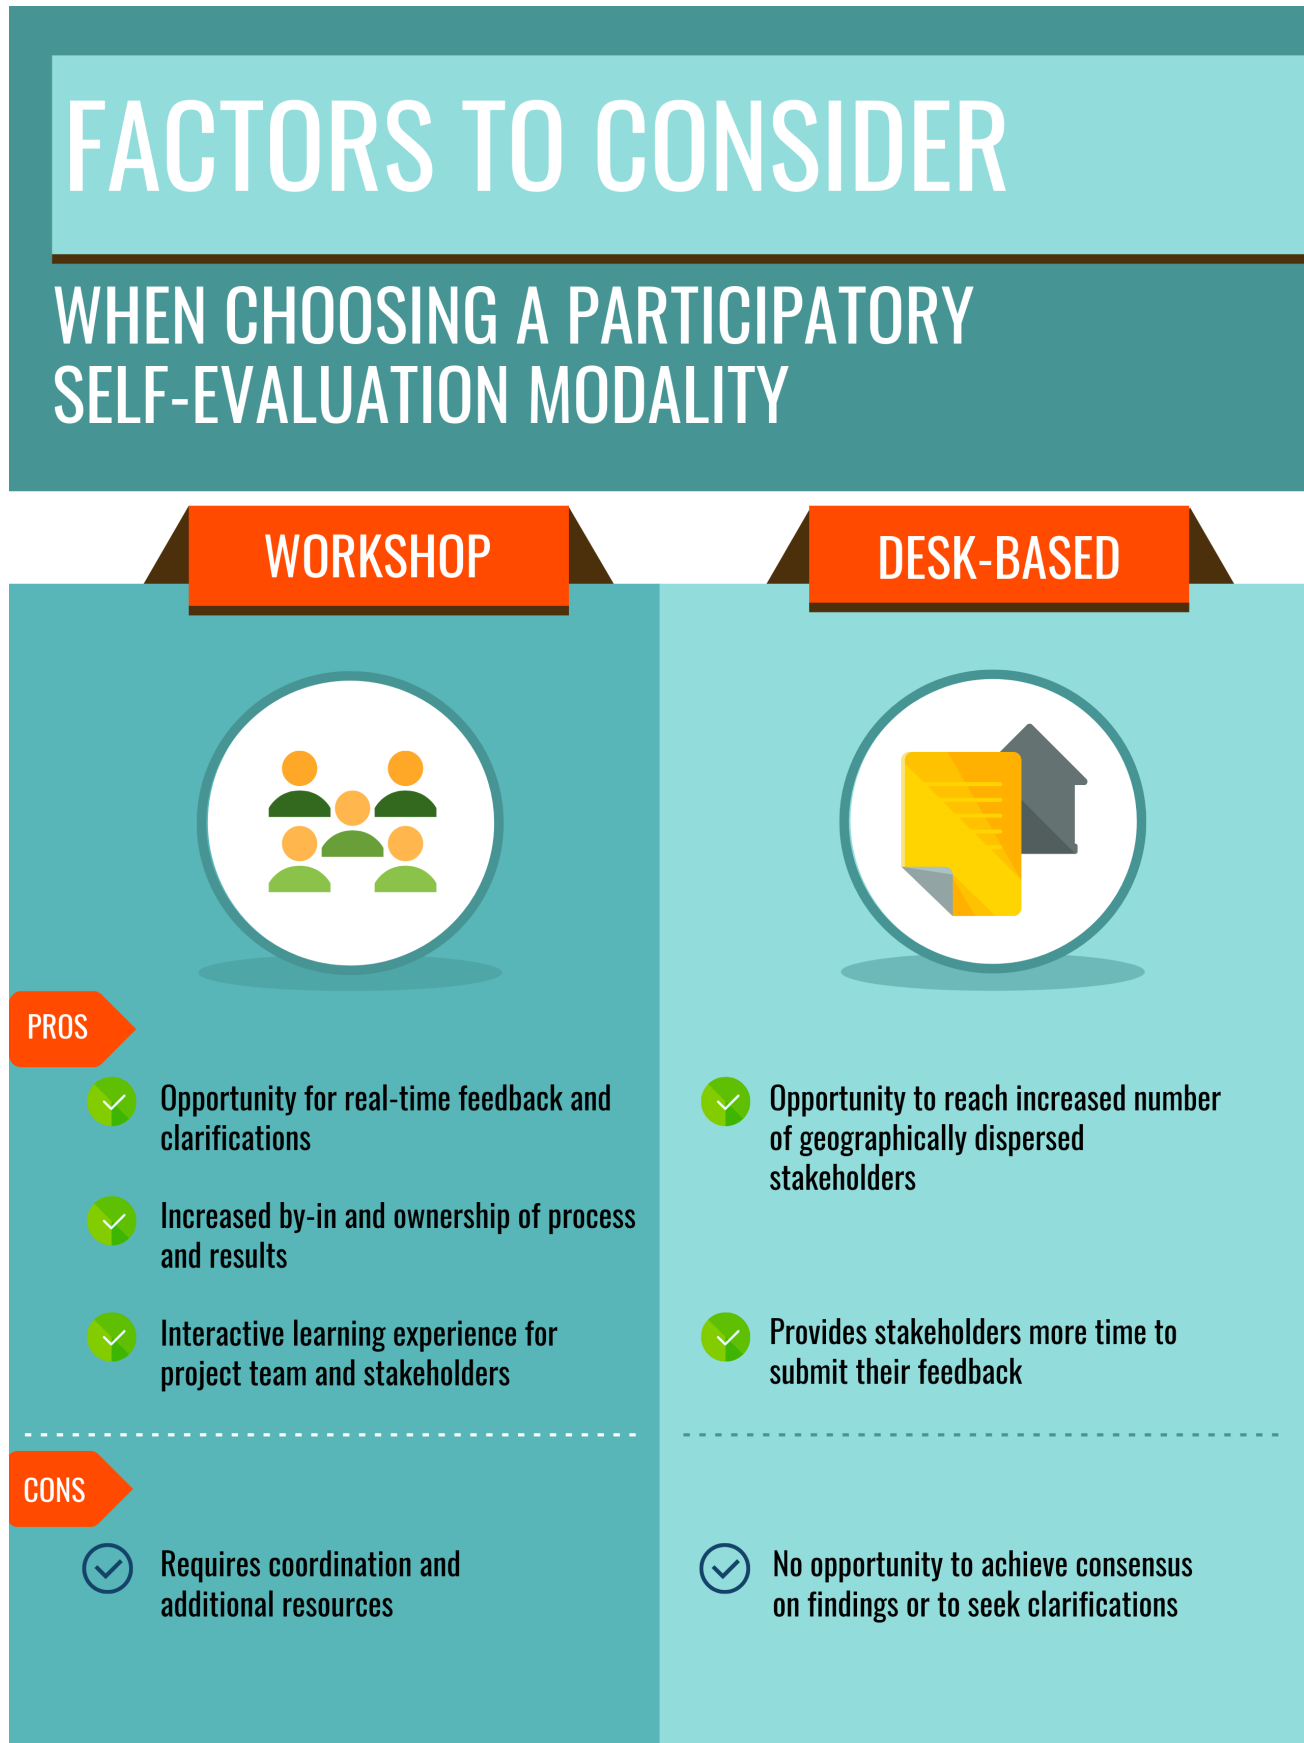 FACTORS TO CONSIDER
WHEN CHOOSING A PARTICIPATORY
SELF-EVALUATION MODALITY
WORKSHOP
DESK-BASED
PROS
Opportunity for real-time feedback and
clarifications
Increased by-in and ownership of process
and results
Interactive learning experience for
project team and stakeholders
Opportunity to reach increased number
of geographically dispersed
stakeholders
Provides stakeholders more time to
submit their feedback
CONS
Requires coordination and
additional resources
No opportunity to achieve consensus
on findings or to seek clarifications